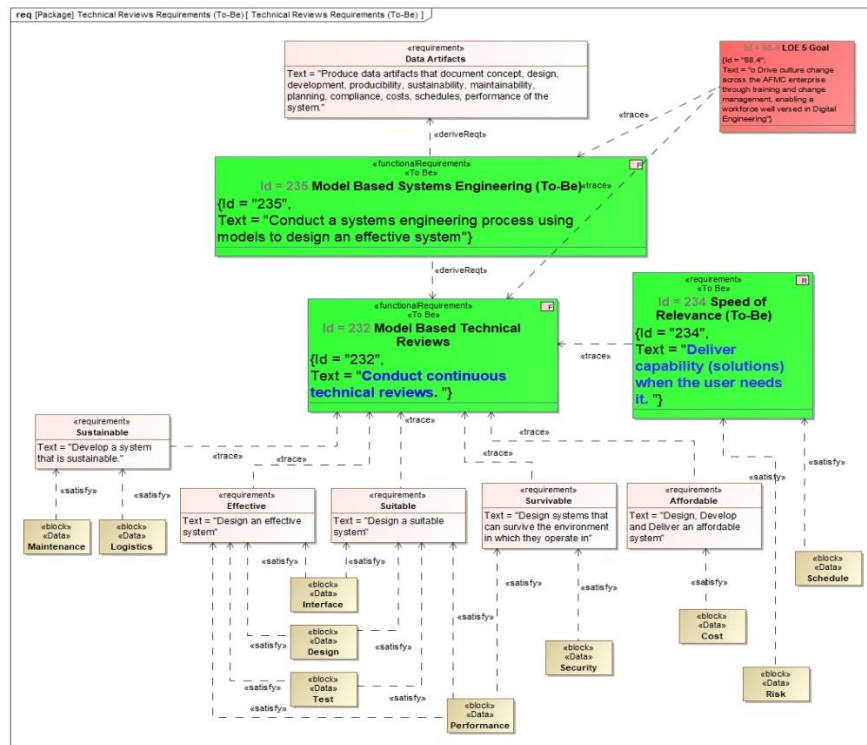 req [Package] Technical Reviews Requirements (To-Be) [ Technical Reviews Requirements (To-Be) ]
«requirement»
Data Artifacts
Text = "Produce data artifacts that document concept, design,
development, producibility, sustainability, maintainability,
planning, compliance, costs, schedules, performance of the
system."
Id = 88.4 LOE 5 Goal
{Id = "88.4",
Text = "o Drive culture change
across the AFMC enterprise
through training and change
management, enabling a
workforce well versed in Digital
Engineering"}
«trace»
«deriveReqt»
«functionalRequirement»
«To Be»
F
Id = 235 Model Based Systems Engineering (To-Be)
«trace»
{Id = "235",
Text = "Conduct a systems engineering process using
models to design an effective system"}
«deriveReqt»
«functionalRequirement»
«To Be»
F
Id = 232 Model Based Technical
Reviews
{Id = "232",
Text = "Conduct continuous
technical reviews. "}
«requirement»
«To Be»
R
Id = 234 Speed of
Relevance (To-Be)
{Id = "234",
Text = "Deliver
capability (solutions)
when the user needs
it. "}
«trace»
«requirement»
Sustainable
Text = "Develop a system
that is sustainable."
«trace»
«trace»
«trace»
«trace»
«trace»
«satisfy»
«satisfy»
«block»
«Data»
Maintenance
«block»
«Data»
Logistics
«requirement»
Effective
Text = "Design an effective
system"
«requirement»
Suitable
Text = "Design a suitable
system"
«requirement»
Survivable
Text = "Design systems that
can survive the environment
in which they operate in"
«requirement»
Affordable
Text = "Design, Develop
and Deliver an affordable
system"
«satisfy»
«satisfy»
«block»
«Data»
Schedule
«satisfy»
«satisfy»
«block»
«Data»
Interface
«satisfy»
«satisfy»
«satisfy»
«satisfy»
«satisfy»
«block»
«Data»
Design
«satisfy»
«block»
«Data»
Cost
«block»
«Data»
Security
«satisfy»
«block»
«Data»
Test
«satisfy»
«satisfy»
«satisfy»
«block»
«Data»
Performance
«block»
«Data»
Risk